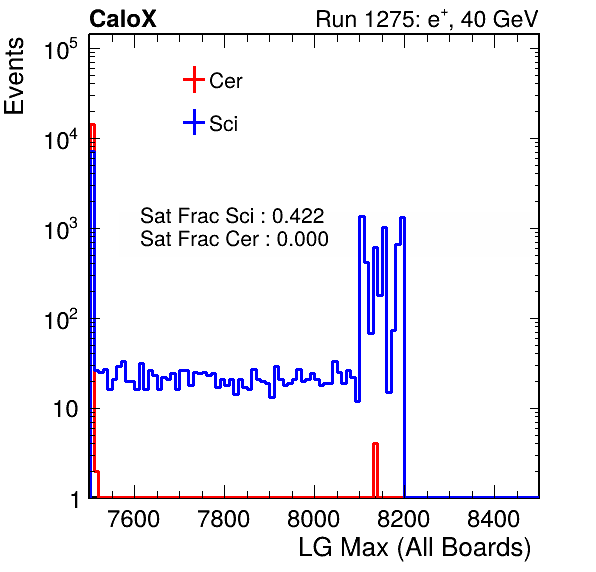 CaloX Run 1275: e⁺, 40 GeV
Events
Cer
Sci
Sat Frac Sci : 0.422
Sat Frac Cer : 0.000
10⁵
10⁴
10³
10²
10
1
7600 7800 8000 8200 8400
LG Max (All Boards)